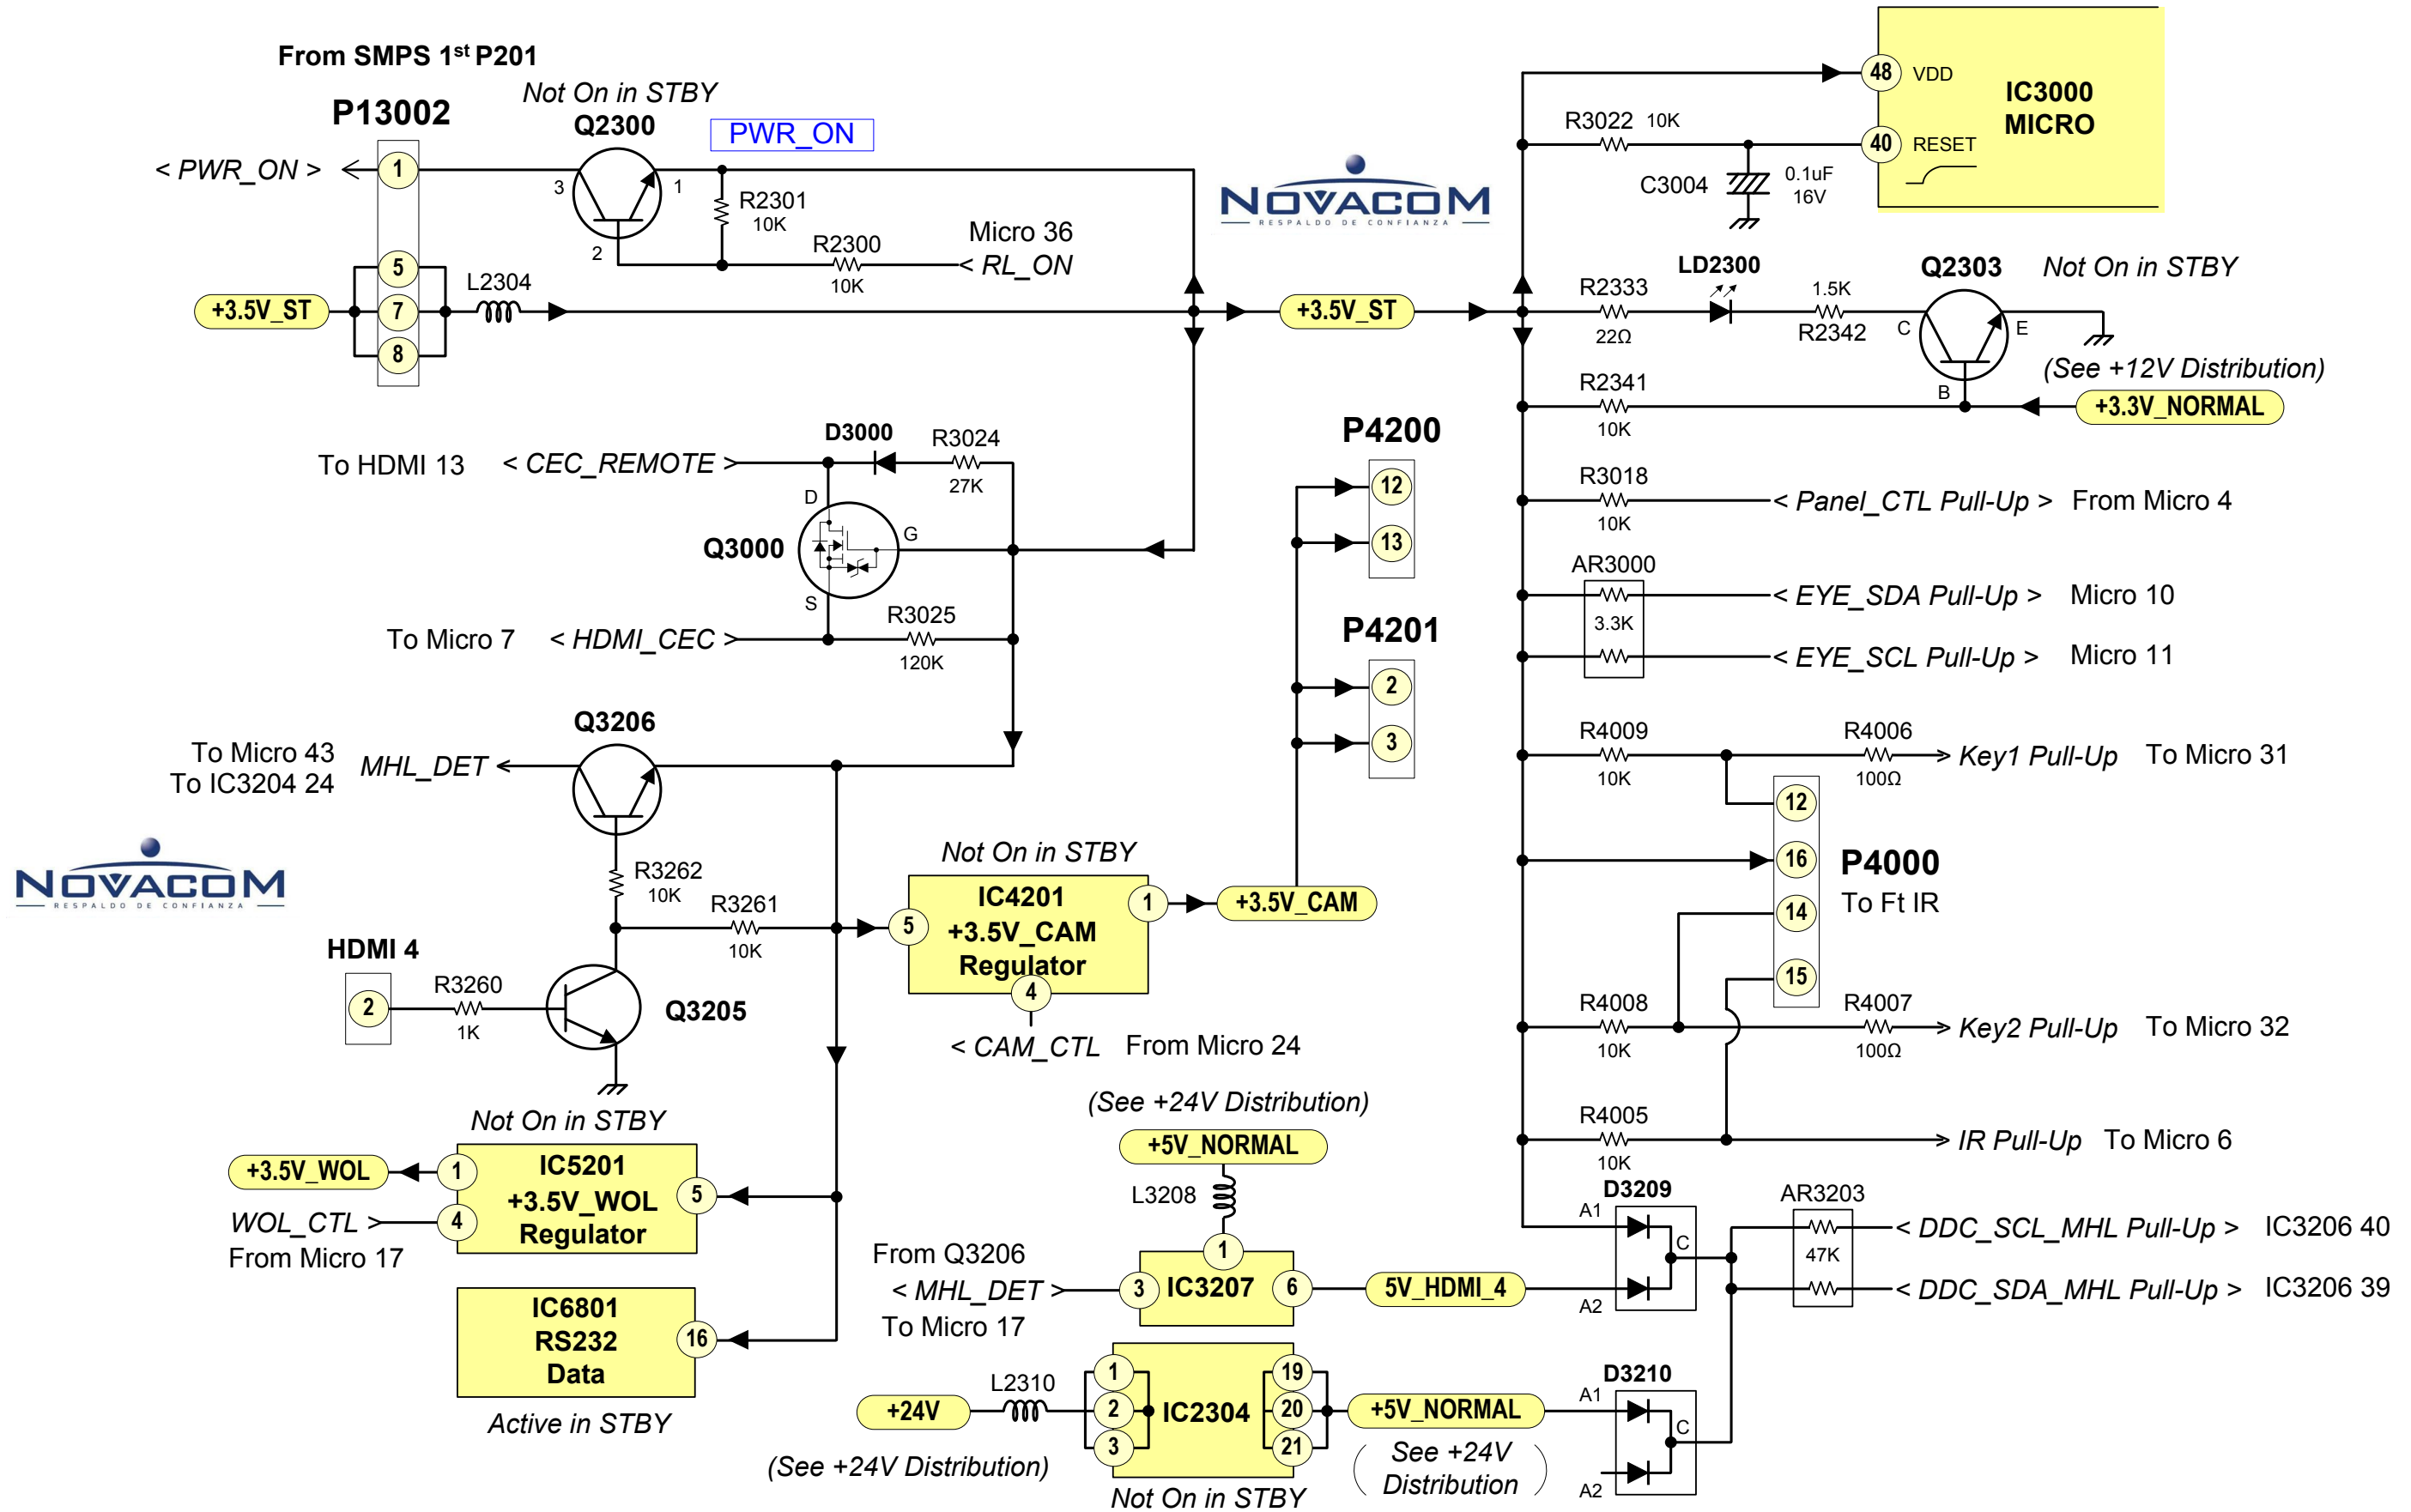 From SMPS 1st P201
Not On in STBY
P13002
Q2300
PWR_ON
< PWR_ON >
1
3
1
R2301
10K
2
R2300
10K
Micro 36
< RL_ON
5
7
8
+3.5V_ST
L2304
+3.5V_ST
NOVACOM
RESPALDO DE CONFIANZA
48
VDD
IC3000
MICRO
R3022
10K
40
RESET
C3004
0.1uF
16V
LD2300
Q2303
Not On in STBY
R2333
22Ω
1.5K
R2342
C
E
B
(See +12V Distribution)
R2341
10K
+3.3V_NORMAL
D3000
R3024
27K
To HDMI 13
< CEC_REMOTE >
D
G
S
Q3000
R3025
120K
To Micro 7
< HDMI_CEC >
P4200
12
13
P4201
2
3
R3018
10K
< Panel_CTL Pull-Up >
From Micro 4
AR3000
3.3K
< EYE_SDA Pull-Up >
Micro 10
< EYE_SCL Pull-Up >
Micro 11
Q3206
To Micro 43
To IC3204 24
MHL_DET
R3262
10K
R3261
10K
NOVACOM
RESPALDO DE CONFIANZA
HDMI 4
2
R3260
1K
Q3205
Not On in STBY
IC4201
+3.5V_CAM
Regulator
5
1
4
+3.5V_CAM
< CAM_CTL
From Micro 24
R4009
10K
R4006
100Ω
Key1 Pull-Up
To Micro 31
12
16
14
15
P4000
To Ft IR
R4008
10K
R4007
100Ω
Key2 Pull-Up
To Micro 32
R4005
10K
IR Pull-Up
To Micro 6
Not On in STBY
+3.5V_WOL
1
IC5201
+3.5V_WOL
Regulator
5
4
WOL_CTL >
From Micro 17
IC6801
RS232
Data
16
Active in STBY
(See +24V Distribution)
+5V_NORMAL
L3208
1
From Q3206
< MHL_DET >
To Micro 17
3
IC3207
6
5V_HDMI_4
D3209
A1
A2
C
AR3203
47K
< DDC_SCL_MHL Pull-Up >
IC3206 40
< DDC_SDA_MHL Pull-Up >
IC3206 39
+24V
L2310
1
2
3
IC2304
19
20
21
+5V_NORMAL
(See +24V Distribution)
Not On in STBY
( See +24V
Distribution )
D3210
A1
A2
C